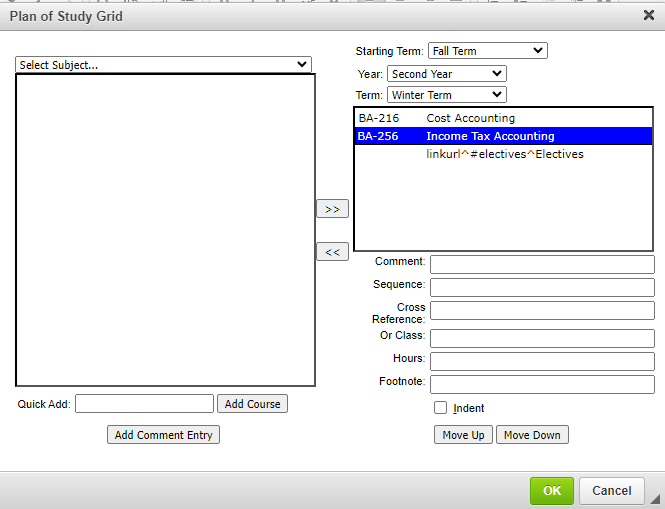 Plan of Study Grid
Select Subject...
Starting Term: Fall Term
Year: Second Year
Term: Winter Term
BA-216 Cost Accounting
BA-256 Income Tax Accounting
linkurl^#electives^Electives
>>
<<
Comment:
Sequence:
Cross
Reference:
Or Class:
Hours:
Footnote:
Quick Add: Add Course
Indent
Add Comment Entry
Move Up Move Down
OK Cancel